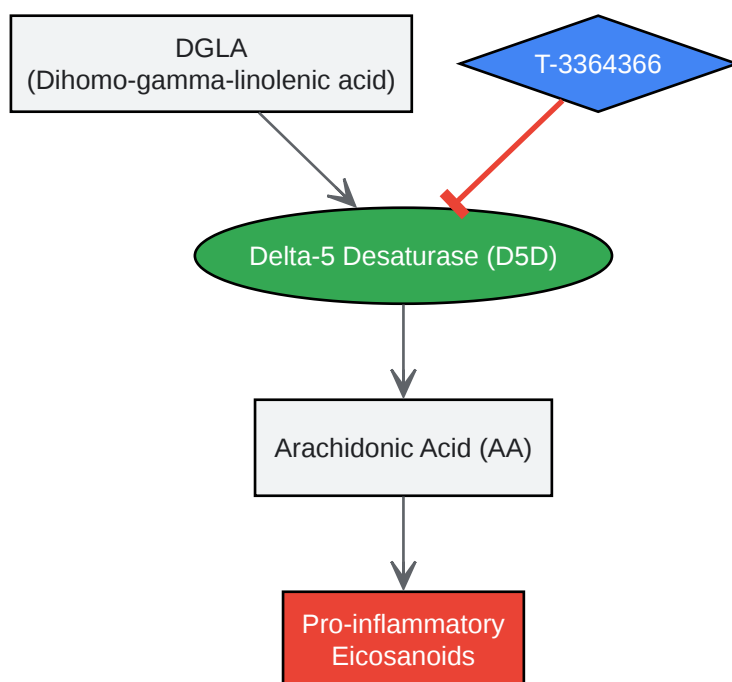 DGLA
(Dihomo-gamma-linolenic acid)
T-3364366
Delta-5 Desaturase (D5D)
Arachidonic Acid (AA)
Pro-inflammatory
Eicosanoids